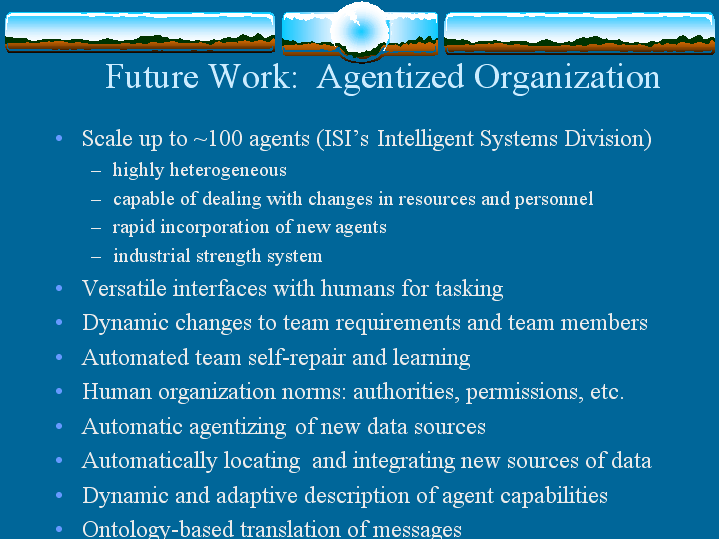 Future Work: Agentized Organization
• Scale up to ~100 agents (ISI's Intelligent Systems Division)
– highly heterogeneous
– capable of dealing with changes in resources and personnel
– rapid incorporation of new agents
– industrial strength system
• Versatile interfaces with humans for tasking
• Dynamic changes to team requirements and team members
• Automated team self-repair and learning
• Human organization norms: authorities, permissions, etc.
• Automatic agentizing of new data sources
• Automatically locating and integrating new sources of data
• Dynamic and adaptive description of agent capabilities
• Ontology-based translation of messages